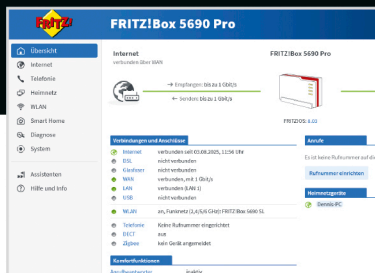 FRITZ!
FRITZ!Box 5690 Pro
Übersicht
Internet
Telefonie
Heimnetz
WLAN
Smart Home
Diagnose
System
Assistenten
Hilfe und Info
Internet
verbunden über WAN
→ Empfangen: bis zu 1 Gbit/s
← Senden: bis zu 1 Gbit/s
FRITZ!Box 5690 Pro
FRITZ!OS: 8.03
Verbindungen und Anschlüsse
Internet verbunden seit 03.08.2025, 11:56 Uhr
DSL nicht verbunden
Glasfaser nicht verbunden
WAN verbunden, mit 1 Gbit/s
LAN verbunden (LAN 1)
USB nicht verbunden
WLAN an, Funknetz (2,4/5/6 GHz): FRITZ!Box 5690 SL
Telefonie Keine Rufnummer eingerichtet
DECT aus
Zigbee kein Gerät angemeldet
Komfortfunktionen
Anrufbeantworter inaktiv
Anrufe
Es ist keine Rufnummer auf die
Rufnummer einrichten
Heimnetzgeräte
Dennis-PC